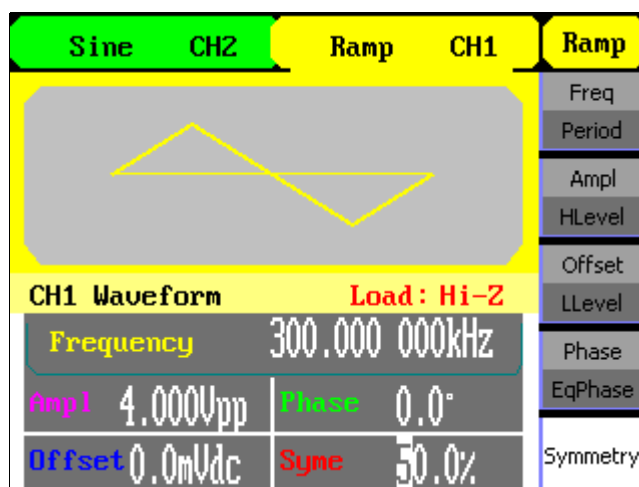 Sine CH2 Ramp CH1 Ramp
Freq
Period
Ampl
HLevel
Offset
LLevel
Phase
EqPhase
Symmetry
CH1 Waveform Load: Hi-Z
Frequency 300.000 000kHz
Ampl 4.000Vpp Phase 0.0°
Offset 0.0mVdc Syme 50.0%